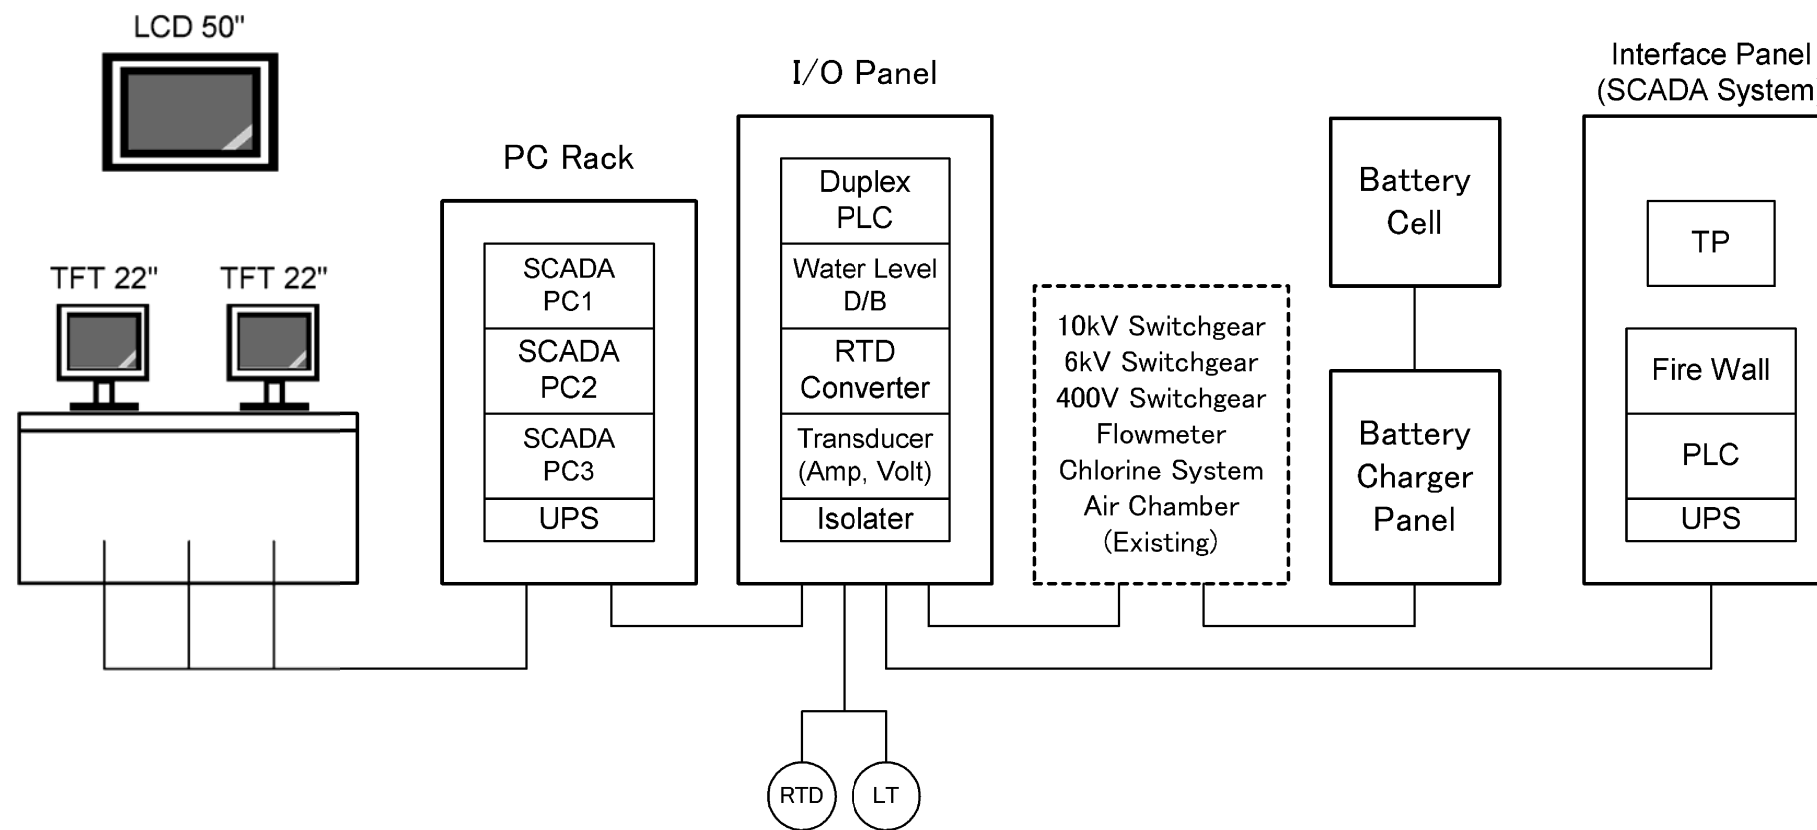 LCD 50"
TFT 22"
TFT 22"
PC Rack
SCADA
PC1
SCADA
PC2
SCADA
PC3
UPS
I/O Panel
Duplex
PLC
Water Level
D/B
RTD
Converter
Transducer
(Amp, Volt)
Isolater
RTD
LT
10kV Switchgear
6kV Switchgear
400V Switchgear
Flowmeter
Chlorine System
Air Chamber
(Existing)
Battery
Cell
Battery
Charger
Panel
Interface Panel
(SCADA System)
TP
Fire Wall
PLC
UPS